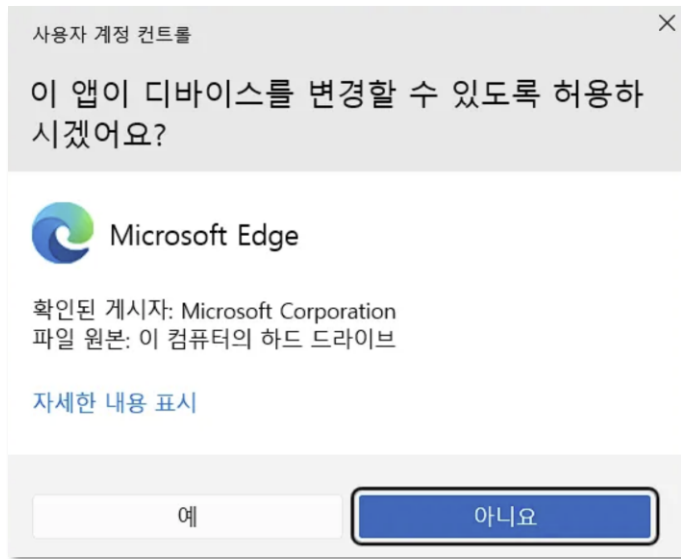 사용자 계정 컨트롤
이 앱이 디바이스를 변경할 수 있도록 허용하
시겠어요?
Microsoft Edge
확인된 게시자: Microsoft Corporation
파일 원본: 이 컴퓨터의 하드 드라이브
자세한 내용 표시
예
아니요